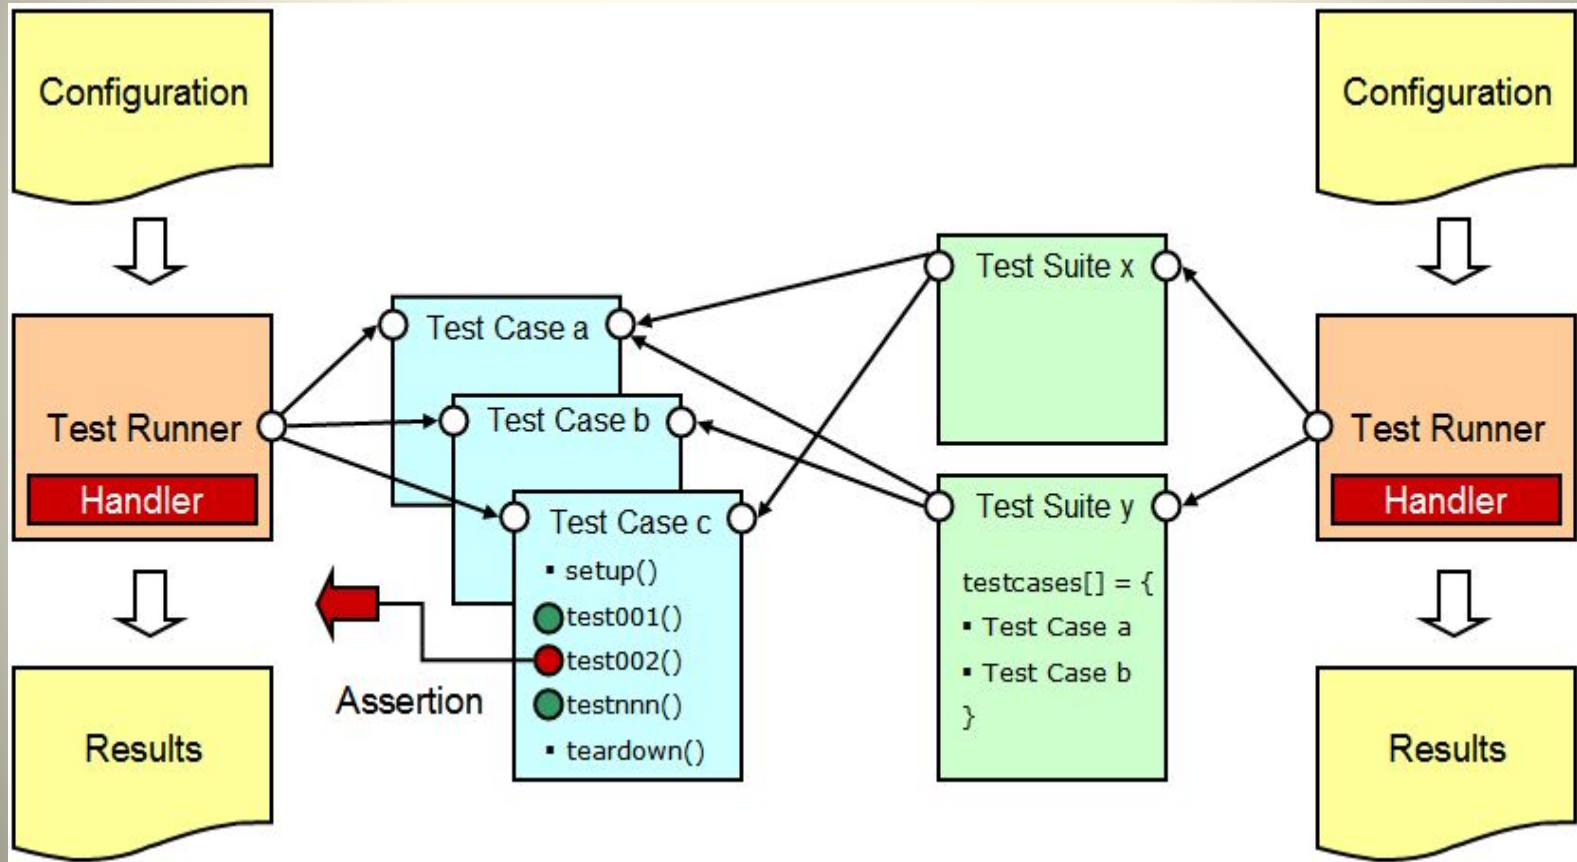 Configuration
Test Runner
Handler
Results
Test Case a
Test Case b
Test Case c
▪ setup()
test001()
test002()
testnnn()
▪ teardown()
Assertion
Test Suite x
Test Suite y
testcases[] = {
▪ Test Case a
▪ Test Case b
}
Configuration
Test Runner
Handler
Results